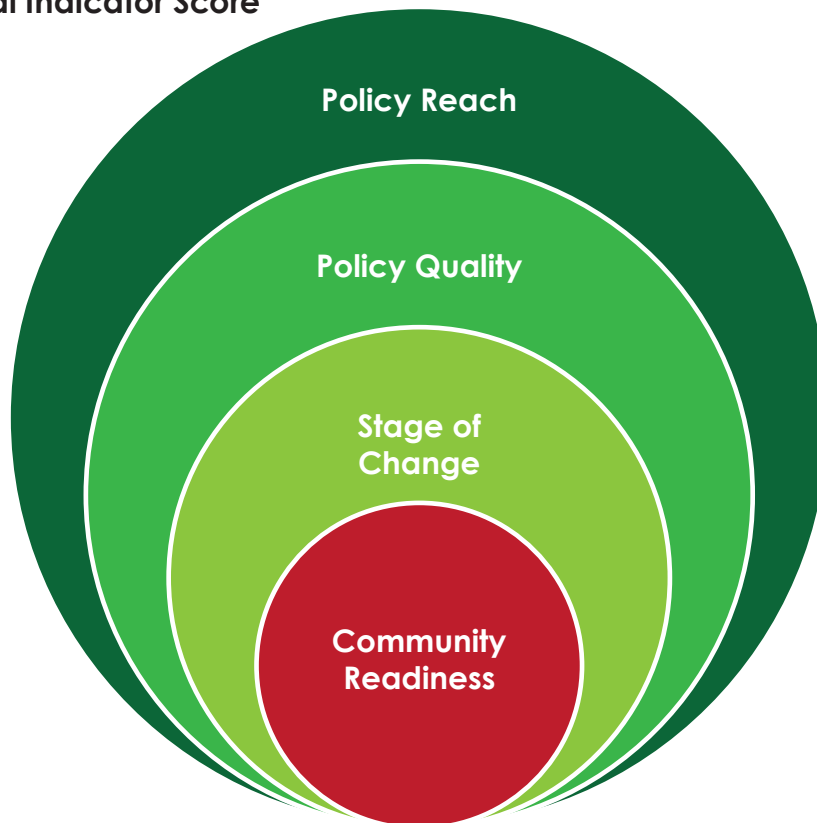 Indicator Score
Policy Reach
Policy Quality
Stage of
Change
Community
Readiness